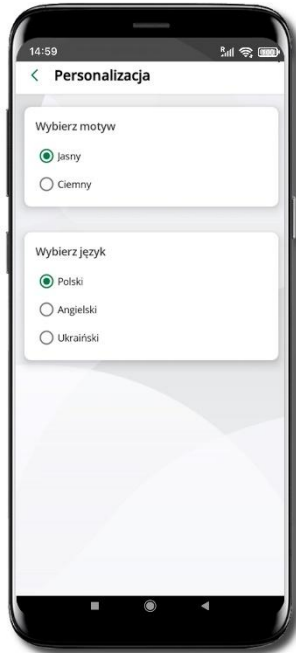 14:59
Personalizacja
Wybierz motyw
Jasny
Ciemny
Wybierz język
Polski
Angielski
Ukraiński